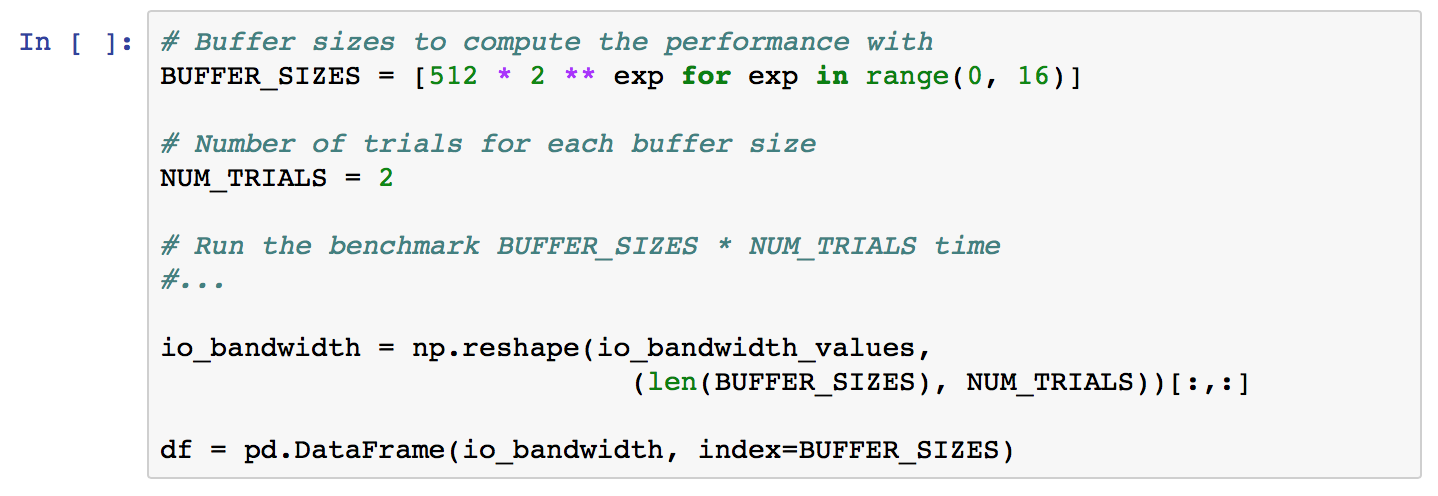 In [ ]: # Buffer sizes to compute the performance with
BUFFER_SIZES = [512 * 2 ** exp for exp in range(0, 16)]
# Number of trials for each buffer size
NUM_TRIALS = 2
# Run the benchmark BUFFER_SIZES * NUM_TRIALS time
#...
io_bandwidth = np.reshape(io_bandwidth_values,
(len(BUFFER_SIZES), NUM_TRIALS))[:,:]
df = pd.DataFrame(io_bandwidth, index=BUFFER_SIZES)